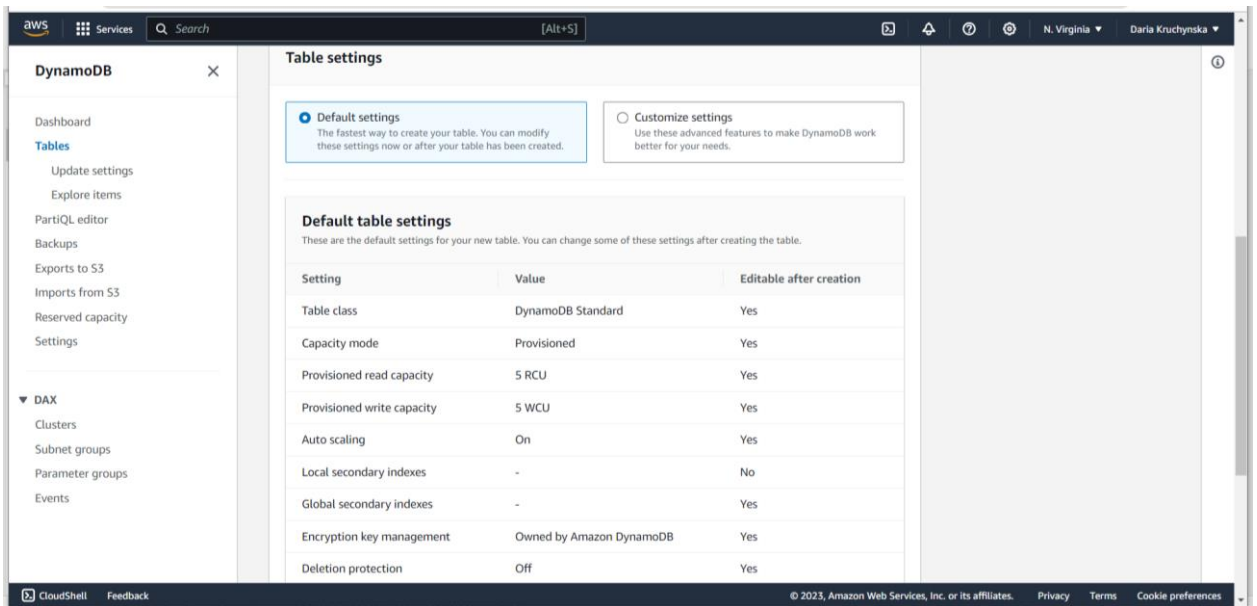 aws
Services
Search
[Alt+S]
N. Virginia
Daria Kruchynska
DynamoDB
Dashboard
Tables
Update settings
Explore items
PartiQL editor
Backups
Exports to S3
Imports from S3
Reserved capacity
Settings
DAX
Clusters
Subnet groups
Parameter groups
Events
Table settings
Default settings
The fastest way to create your table. You can modify
these settings now or after your table has been created.
Customize settings
Use these advanced features to make DynamoDB work
better for your needs.
Default table settings
These are the default settings for your new table. You can change some of these settings after creating the table.
Setting Value Editable after creation
Table class DynamoDB Standard Yes
Capacity mode Provisioned Yes
Provisioned read capacity 5 RCU Yes
Provisioned write capacity 5 WCU Yes
Auto scaling On Yes
Local secondary indexes - No
Global secondary indexes - Yes
Encryption key management Owned by Amazon DynamoDB Yes
Deletion protection Off Yes
CloudShell Feedback © 2023, Amazon Web Services, Inc. or its affiliates. Privacy Terms Cookie preferences